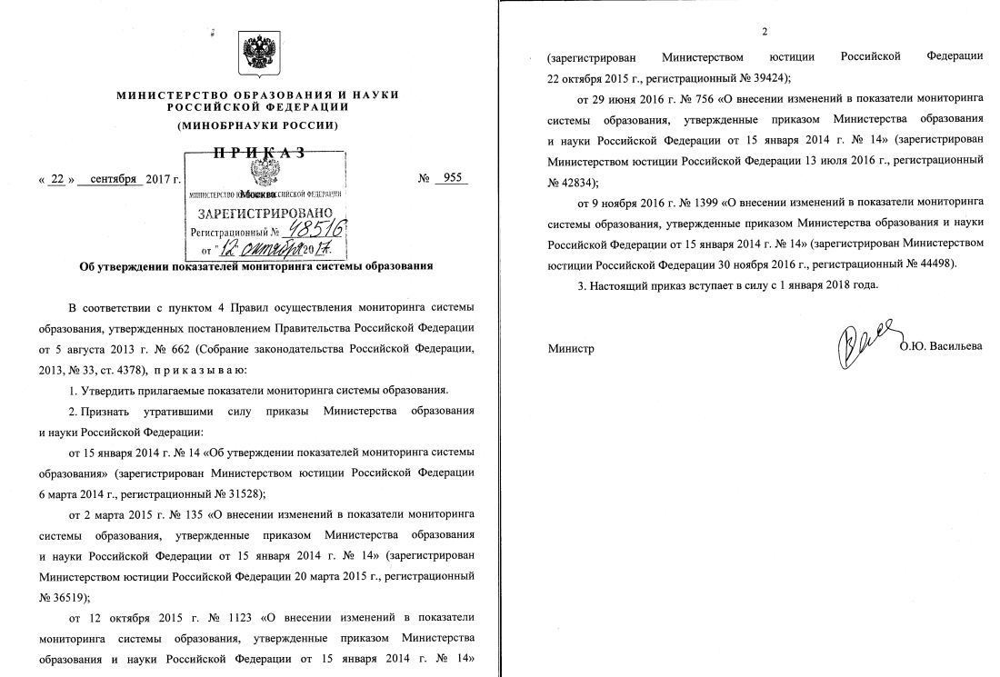 МИНИСТЕРСТВО ОБРАЗОВАНИЯ И НАУКИ
РОССИЙСКОЙ ФЕДЕРАЦИИ
(МИНОБРНАУКИ РОССИИ)
ПРИКАЗ
« 22 » сентября 2017 г.
№ 955
Москва
МИНИСТЕРСТВО ЮСТИЦИИ РОССИЙСКОЙ ФЕДЕРАЦИИ
ЗАРЕГИСТРИРОВАНО
Регистрационный № 48516
от "12" октября 2017г.
Об утверждении показателей мониторинга системы образования
В соответствии с пунктом 4 Правил осуществления мониторинга системы
образования, утвержденных постановлением Правительства Российской Федерации
от 5 августа 2013 г. № 662 (Собрание законодательства Российской Федерации,
2013, № 33, ст. 4378), п р и к а з ы в а ю:
1. Утвердить прилагаемые показатели мониторинга системы образования.
2. Признать утратившими силу приказы Министерства образования
и науки Российской Федерации:
от 15 января 2014 г. № 14 «Об утверждении показателей мониторинга системы
образования» (зарегистрирован Министерством юстиции Российской Федерации
6 марта 2014 г., регистрационный № 31528);
от 2 марта 2015 г. № 135 «О внесении изменений в показатели мониторинга
системы образования, утвержденные приказом Министерства образования
и науки Российской Федерации от 15 января 2014 г. № 14» (зарегистрирован
Министерством юстиции Российской Федерации 20 марта 2015 г., регистрационный
№ 36519);
от 12 октября 2015 г. № 1123 «О внесении изменений в показатели
мониторинга системы образования, утвержденные приказом Министерства
образования и науки Российской Федерации от 15 января 2014 г. № 14»
2
(зарегистрирован Министерством юстиции Российской Федерации
22 октября 2015 г., регистрационный № 39424);
от 29 июня 2016 г. № 756 «О внесении изменений в показатели мониторинга
системы образования, утвержденные приказом Министерства образования
и науки Российской Федерации от 15 января 2014 г. № 14» (зарегистрирован
Министерством юстиции Российской Федерации 13 июля 2016 г., регистрационный
№ 42834);
от 9 ноября 2016 г. № 1399 «О внесении изменений в показатели мониторинга
системы образования, утвержденные приказом Министерства образования и науки
Российской Федерации от 15 января 2014 г. № 14» (зарегистрирован Министерством
юстиции Российской Федерации 30 ноября 2016 г., регистрационный № 44498).
3. Настоящий приказ вступает в силу с 1 января 2018 года.
Министр
О.Ю. Васильева